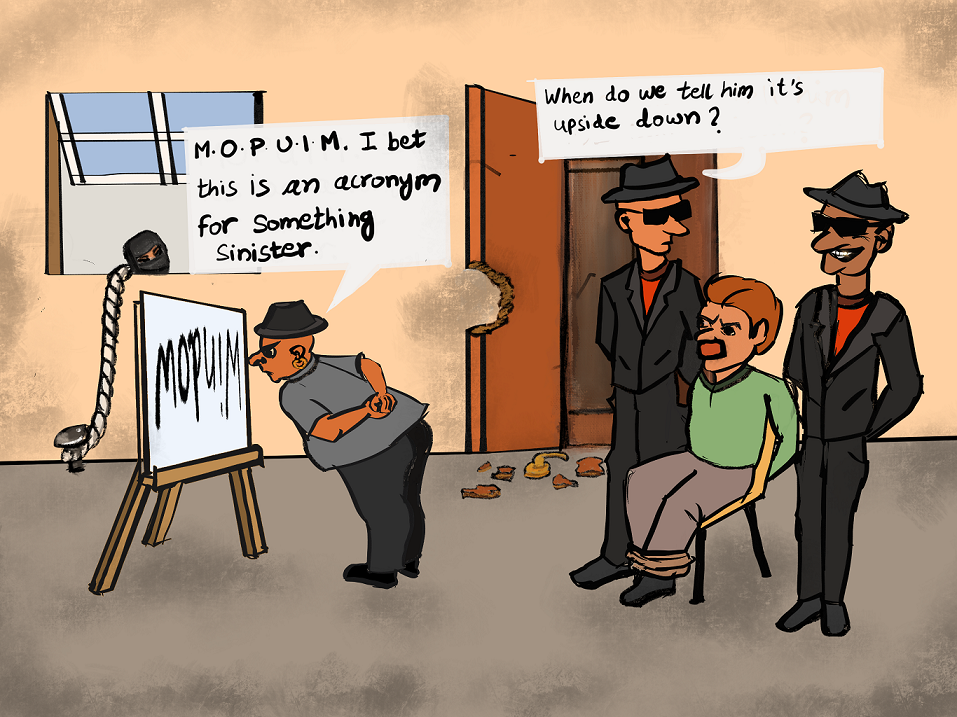 M.O.P.U.I.M. I bet
this is an acronym
for something
sinister.
When do we tell him it's
upside down?
MOPUIM